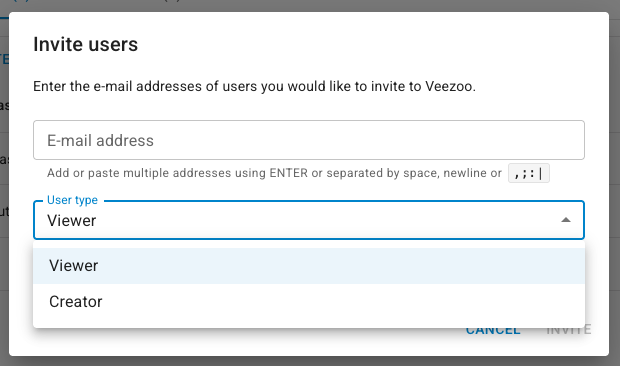 Invite users
Enter the e-mail addresses of users you would like to invite to Veezoo.
E-mail address
Add or paste multiple addresses using ENTER or separated by space, newline or ,;:|
User type
Viewer
Viewer
Creator
CANCEL INVITE